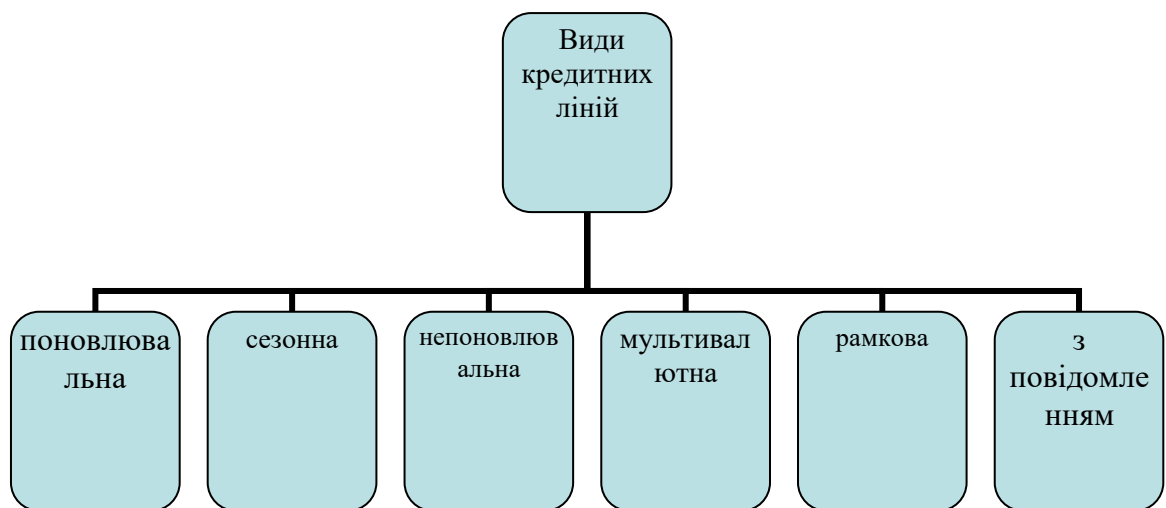 Види
кредитних
ліній
поновлюва
льна
сезонна
непоновлюв
альна
мультивал
ютна
рамкова
з
повідомле
нням